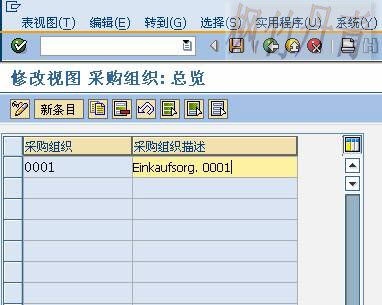 表视图(T) 编辑(E) 转到(G) 选择(S) 实用程序(U) 系统(Y)
修改视图 采购组织: 总览
新条目
采购组织 采购组织描述
0001 Einkaufsorg. 0001